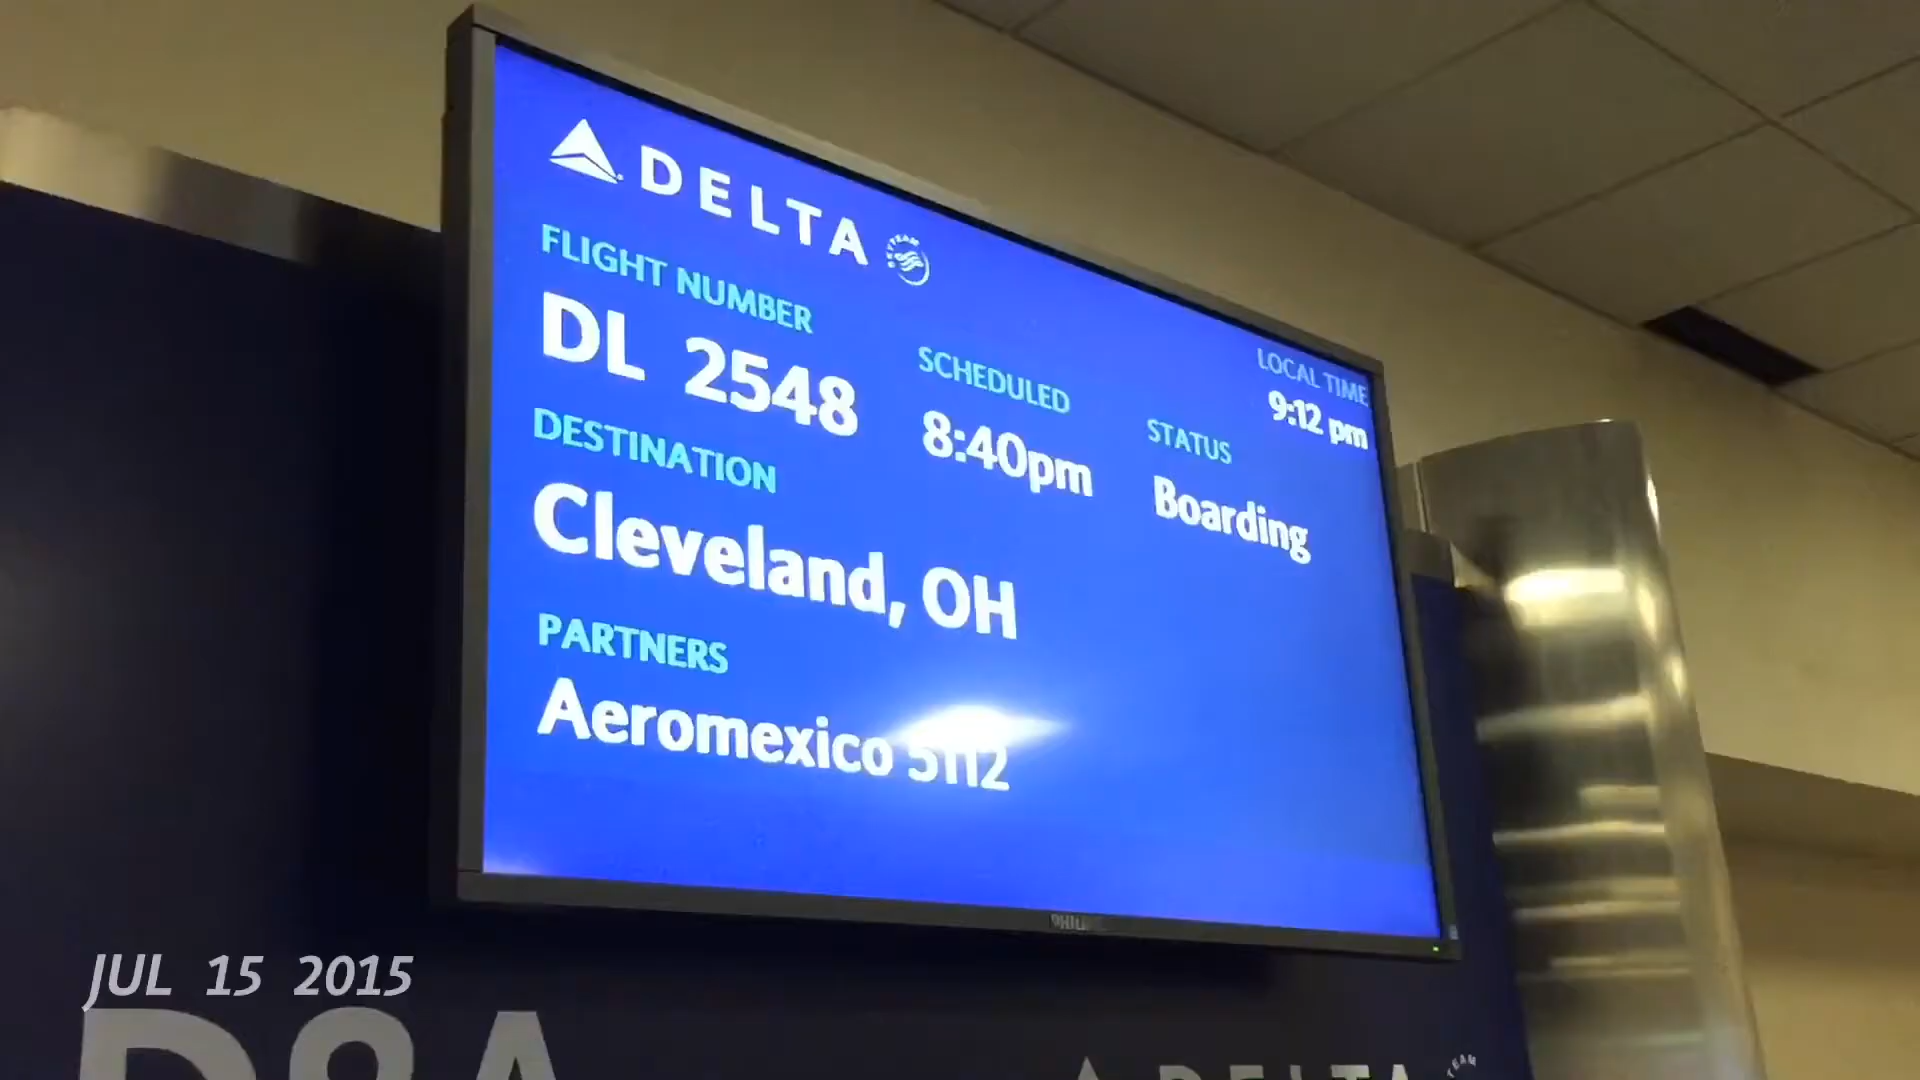 DELTA
FLIGHT NUMBER
DL 2548
SCHEDULED
8:40pm
STATUS
Boarding
LOCAL TIME
9:12 pm
DESTINATION
Cleveland, OH
PARTNERS
Aeromexico 5112
JUL 15 2015
DELTA